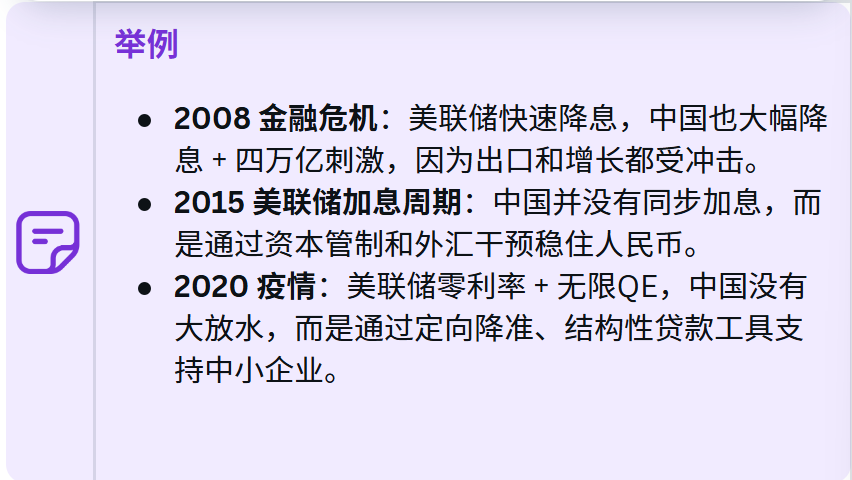 举例
2008 金融危机：美联储快速降息，中国也大幅降
息 + 四万亿刺激，因为出口和增长都受冲击。
2015 美联储加息周期：中国并没有同步加息，而
是通过资本管制和外汇干预稳住人民币。
2020 疫情：美联储零利率 + 无限QE，中国没有
大放水，而是通过定向降准、结构性贷款工具支
持中小企业。